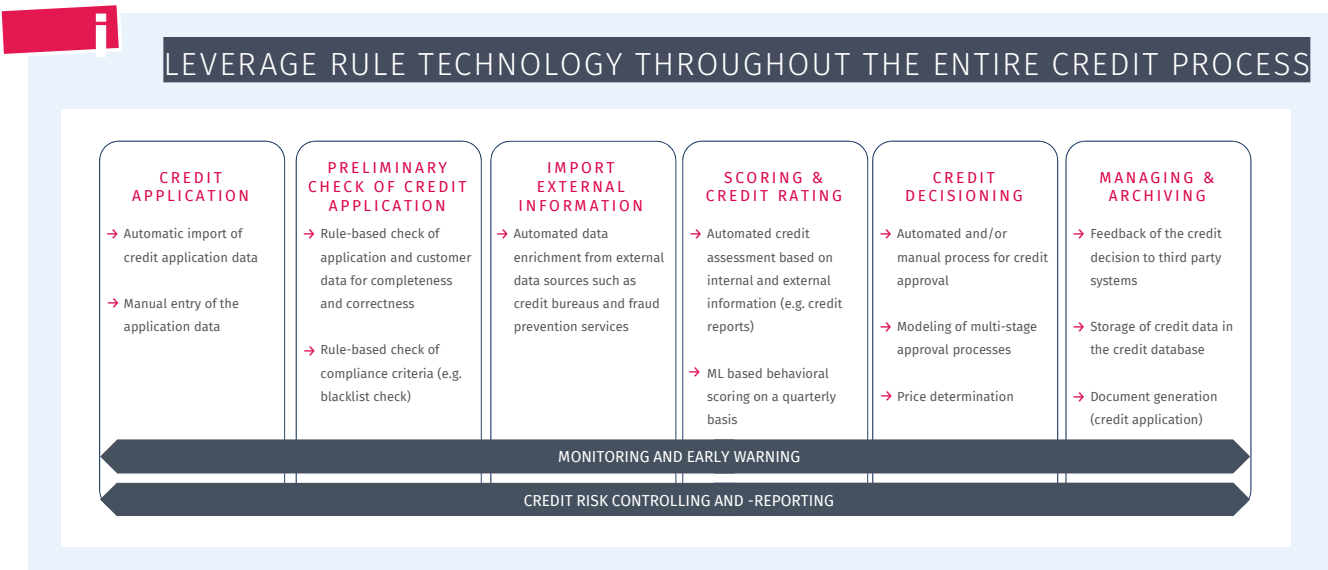 i
LEVERAGE RULE TECHNOLOGY THROUGHOUT THE ENTIRE CREDIT PROCESS
CREDIT
APPLICATION
→ Automatic import of
credit application data
→ Manual entry of the
application data
PRELIMINARY
CHECK OF CREDIT
APPLICATION
→ Rule-based check of
application and customer
data for completeness
and correctness
→ Rule-based check of
compliance criteria (e.g.
blacklist check)
IMPORT
EXTERNAL
INFORMATION
→ Automated data
enrichment from external
data sources such as
credit bureaus and fraud
prevention services
SCORING &
CREDIT RATING
→ Automated credit
assessment based on
internal and external
information (e.g. credit
reports)
→ ML based behavioral
scoring on a quarterly
basis
CREDIT
DECISIONING
→ Automated and/or
manual process for credit
approval
→ Modeling of multi-stage
approval processes
→ Price determination
MANAGING &
ARCHIVING
→ Feedback of the credit
decision to third party
systems
→ Storage of credit data in
the credit database
→ Document generation
(credit application)
MONITORING AND EARLY WARNING
CREDIT RISK CONTROLLING AND -REPORTING